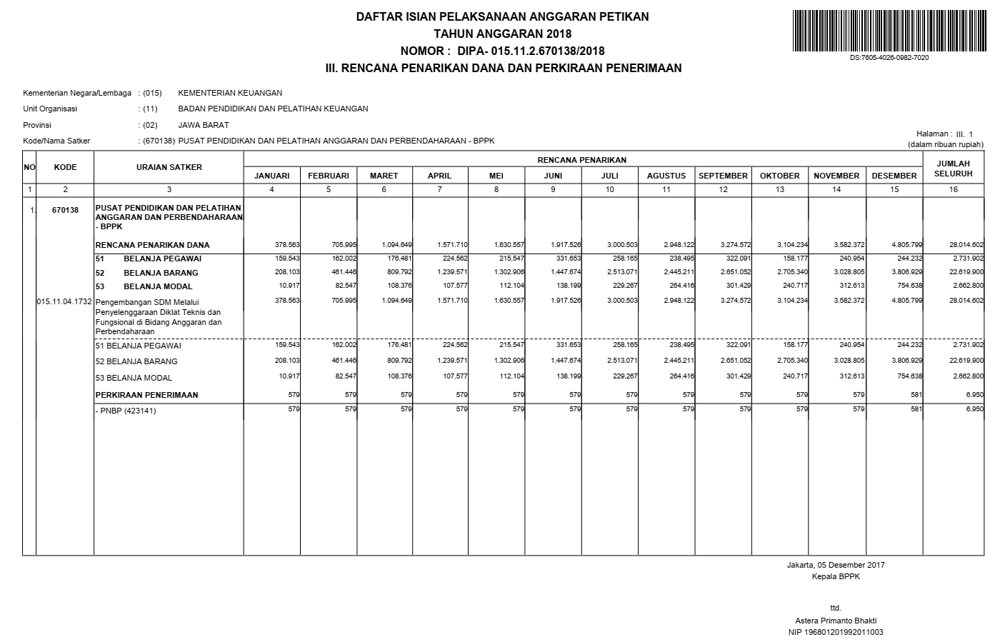 DAFTAR ISIAN PELAKSANAAN ANGGARAN PETIKAN
TAHUN ANGGARAN 2018
NOMOR : DIPA- 015.11.2.670138/2018
III. RENCANA PENARIKAN DANA DAN PERKIRAAN PENERIMAAN
DS:7605-4026-0982-7020
Kementerian Negara/Lembaga : (015) KEMENTERIAN KEUANGAN
Unit Organisasi : (11) BADAN PENDIDIKAN DAN PELATIHAN KEUANGAN
Provinsi : (02) JAWA BARAT
Kode/Nama Satker : (670138) PUSAT PENDIDIKAN DAN PELATIHAN ANGGARAN DAN PERBENDAHARAAN - BPPK
Halaman : III. 1
(dalam ribuan rupiah)
NO KODE URAIAN SATKER RENCANA PENARIKAN JUMLAH SELURUH
JANUARI FEBRUARI MARET APRIL MEI JUNI JULI AGUSTUS SEPTEMBER OKTOBER NOVEMBER DESEMBER
1 2 3 4 5 6 7 8 9 10 11 12 13 14 15 16
1. 670138 PUSAT PENDIDIKAN DAN PELATIHAN
ANGGARAN DAN PERBENDAHARAAN
- BPPK
RENCANA PENARIKAN DANA 378.563 705.995 1.094.649 1.571.710 1.630.557 1.917.526 3.000.503 2.948.122 3.274.572 3.104.234 3.582.372 4.805.799 28.014.602
51 BELANJA PEGAWAI 159.543 162.002 176.481 224.562 215.547 331.653 258.165 238.495 322.091 158.177 240.954 244.232 2.731.902
52 BELANJA BARANG 208.103 461.446 809.792 1.239.571 1.302.906 1.447.674 2.513.071 2.445.211 2.651.052 2.705.340 3.028.805 3.806.929 22.619.900
53 BELANJA MODAL 10.917 82.547 108.376 107.577 112.104 138.199 229.267 264.416 301.429 240.717 312.613 754.638 2.662.800
015.11.04.1732 Pengembangan SDM Melalui 378.563 705.995 1.094.649 1.571.710 1.630.557 1.917.526 3.000.503 2.948.122 3.274.572 3.104.234 3.582.372 4.805.799 28.014.602
Penyelenggaraan Diklat Teknis dan
Fungsional di Bidang Anggaran dan
Perbendaharaan
51 BELANJA PEGAWAI 159.543 162.002 176.481 224.562 215.547 331.653 258.165 238.495 322.091 158.177 240.954 244.232 2.731.902
52 BELANJA BARANG 208.103 461.446 809.792 1.239.571 1.302.906 1.447.674 2.513.071 2.445.211 2.651.052 2.705.340 3.028.805 3.806.929 22.619.900
53 BELANJA MODAL 10.917 82.547 108.376 107.577 112.104 138.199 229.267 264.416 301.429 240.717 312.613 754.638 2.662.800
PERKIRAAN PENERIMAAN 579 579 579 579 579 579 579 579 579 579 579 581 6.950
- PNBP (423141) 579 579 579 579 579 579 579 579 579 579 579 581 6.950
Jakarta, 05 Desember 2017
Kepala BPPK
ttd.
Astera Primanto Bhakti
NIP 196801201992011003